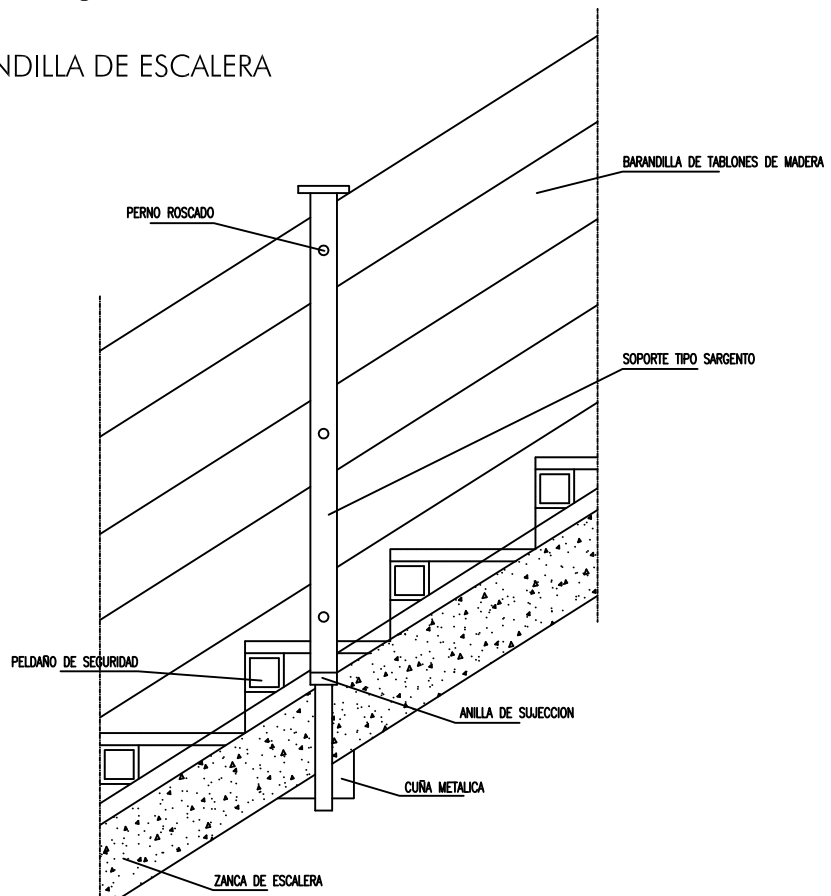 NDILLA DE ESCALERA
BARANDILLA DE TABLONES DE MADERA
PERNO ROSCADO
SOPORTE TIPO SARGENTO
PELDAÑO DE SEGURIDAD
ANILLA DE SUJECCION
CUÑA METALICA
ZANCA DE ESCALERA